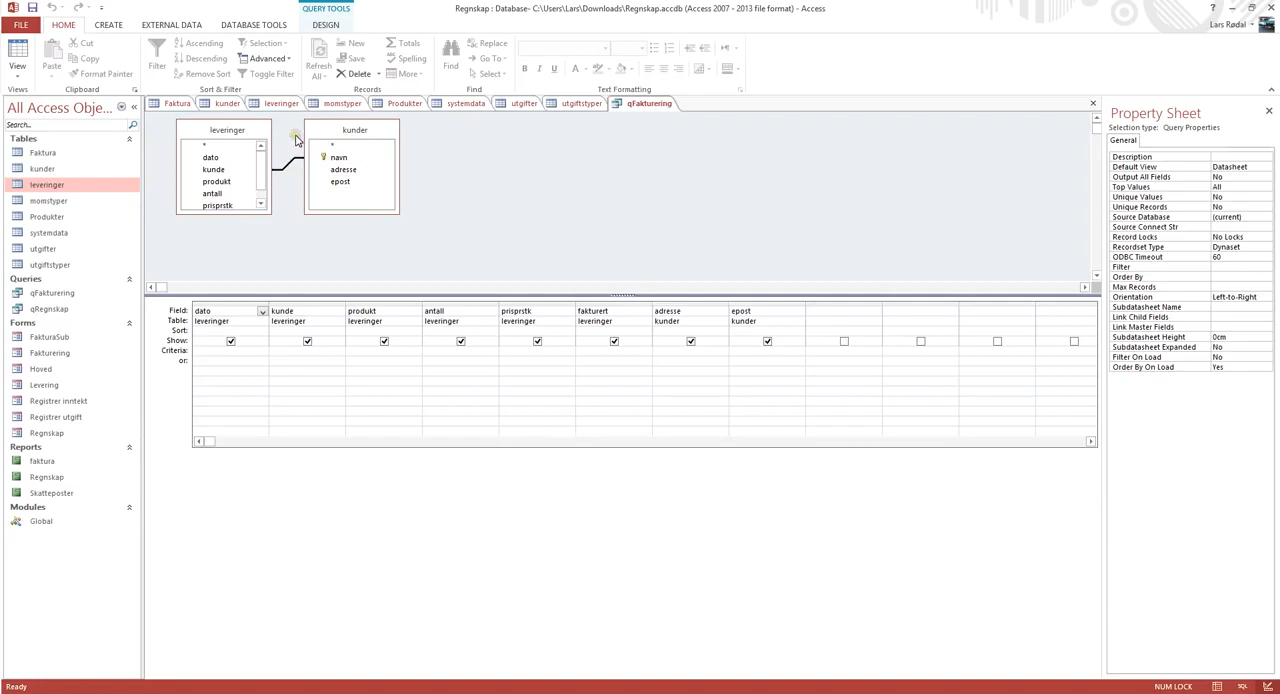 QUERY TOOLS
Regnskap : Database- C:\Users\Lars\Downloads\Regnskap.accdb (Access 2007 - 2013 file format) - Access
FILE HOME CREATE EXTERNAL DATA DATABASE TOOLS DESIGN
Lars Rødal
View
Paste
Cut
Copy
Format Painter
Filter
Ascending
Descending
Remove Sort
Selection
Advanced
Toggle Filter
Refresh All
New
Save
Delete
Totals
Spelling
More
Find
Replace
Go To
Select
B I U A
Views Clipboard Sort & Filter Records Find Text Formatting
All Access Obje...
Search...
Tables
Faktura
kunder
leveringer
momstyper
Produkter
systemdata
utgifter
utgiftstyper
Queries
qFakturering
qRegnskap
Forms
FakturaSub
Fakturering
Hoved
Levering
Registrer inntekt
Registrer utgift
Regnskap
Reports
faktura
Regnskap
Skatteposter
Modules
Global
Faktura kunder leveringer momstyper Produkter systemdata utgifter utgiftstyper qFakturering
leveringer
*
dato
kunde
produkt
antall
prisprstk
kunder
*
navn
adresse
epost
Field: dato kunde produkt antall prisprstk fakturert adresse epost
Table: leveringer leveringer leveringer leveringer leveringer leveringer kunder kunder
Sort:
Show:
Criteria:
or:
Property Sheet
Selection type: Query Properties
General
Description
Default View Datasheet
Output All Fields No
Top Values All
Unique Values No
Unique Records No
Source Database (current)
Source Connect Str
Record Locks No Locks
Recordset Type Dynaset
ODBC Timeout 60
Filter
Order By
Max Records
Orientation Left-to-Right
Subdatasheet Name
Link Child Fields
Link Master Fields
Subdatasheet Height 0cm
Subdatasheet Expanded No
Filter On Load No
Order By On Load Yes
Ready
NUM LOCK
SQL